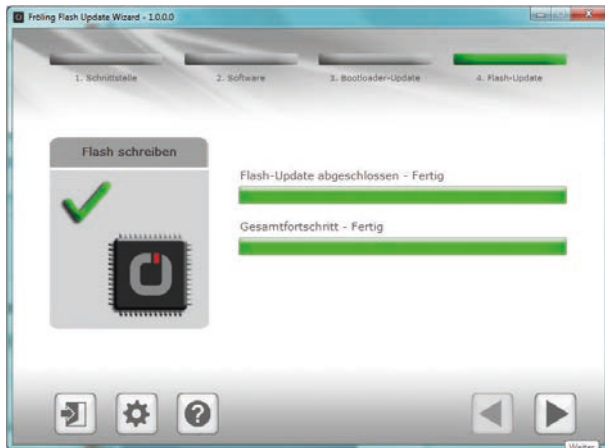 Fröling Flash Update Wizard - 1.0.0.0
1. Schnittstelle
2. Software
3. Bootloader-Update
4. Flash-Update
Flash schreiben
Flash-Update abgeschlossen - Fertig
Gesamtfortschritt - Fertig
?
Weiter